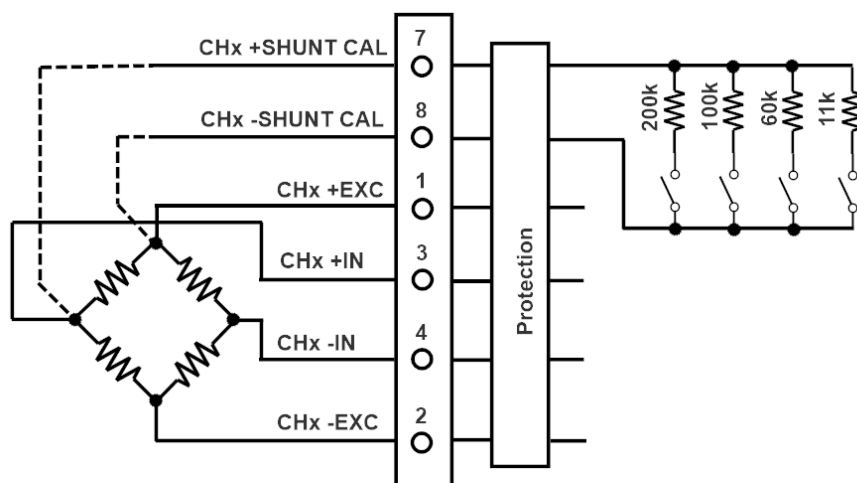 CHx +SHUNT CAL
7
CHx -SHUNT CAL
8
CHx +EXC
1
CHx +IN
3
CHx -IN
4
CHx -EXC
2
Protection
200k
100k
60k
11k